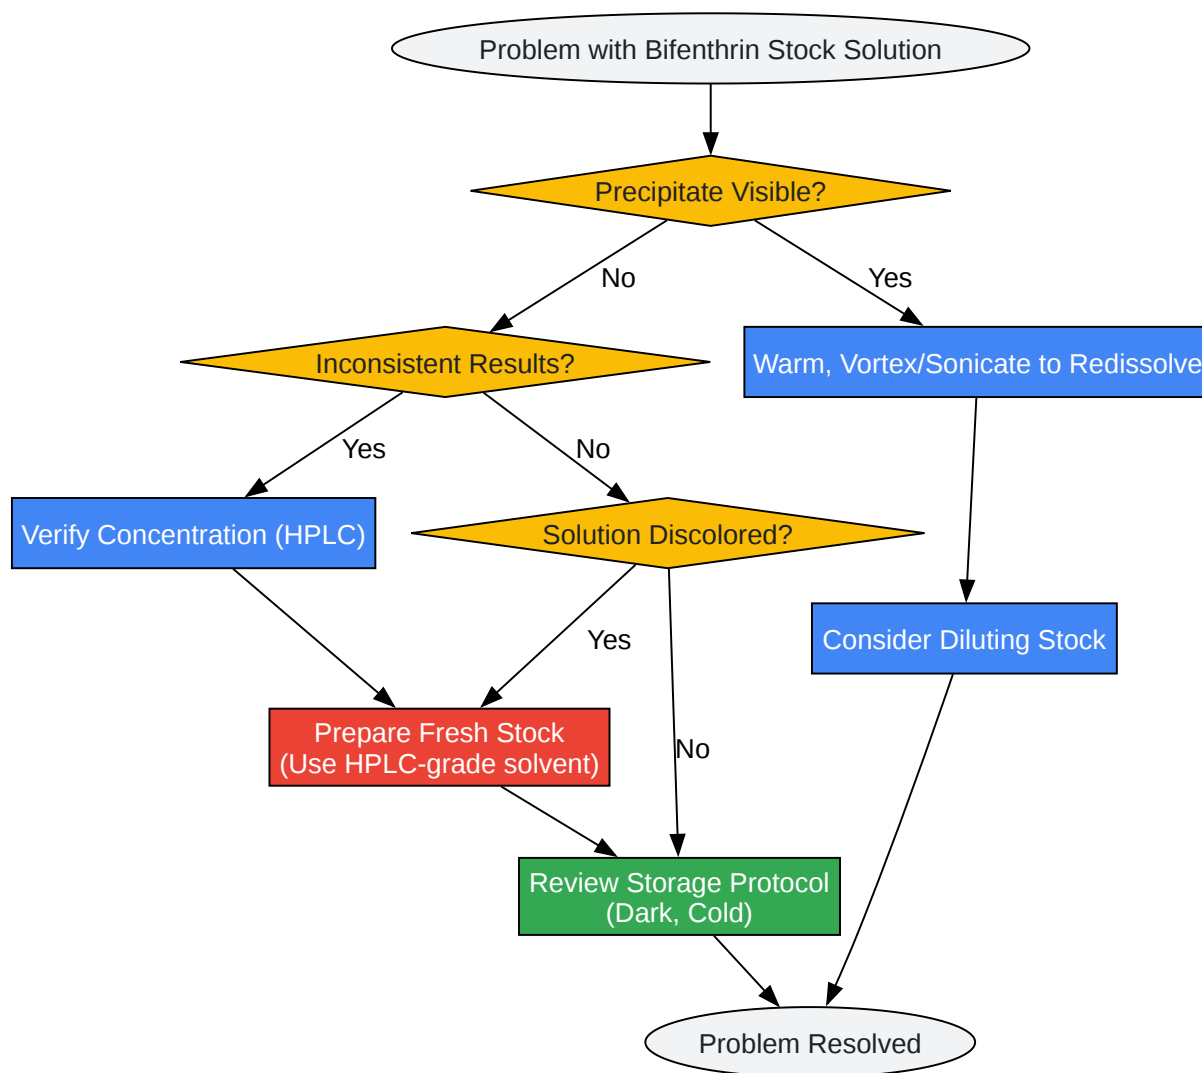 Problem with Bifenthrin Stock Solution
Precipitate Visible?
No
Yes
Inconsistent Results?
Warm, Vortex/Sonicate to Redissolve
Yes
No
Verify Concentration (HPLC)
Solution Discolored?
Yes
Consider Diluting Stock
Prepare Fresh Stock
(Use HPLC-grade solvent)
No
Review Storage Protocol
(Dark, Cold)
Problem Resolved